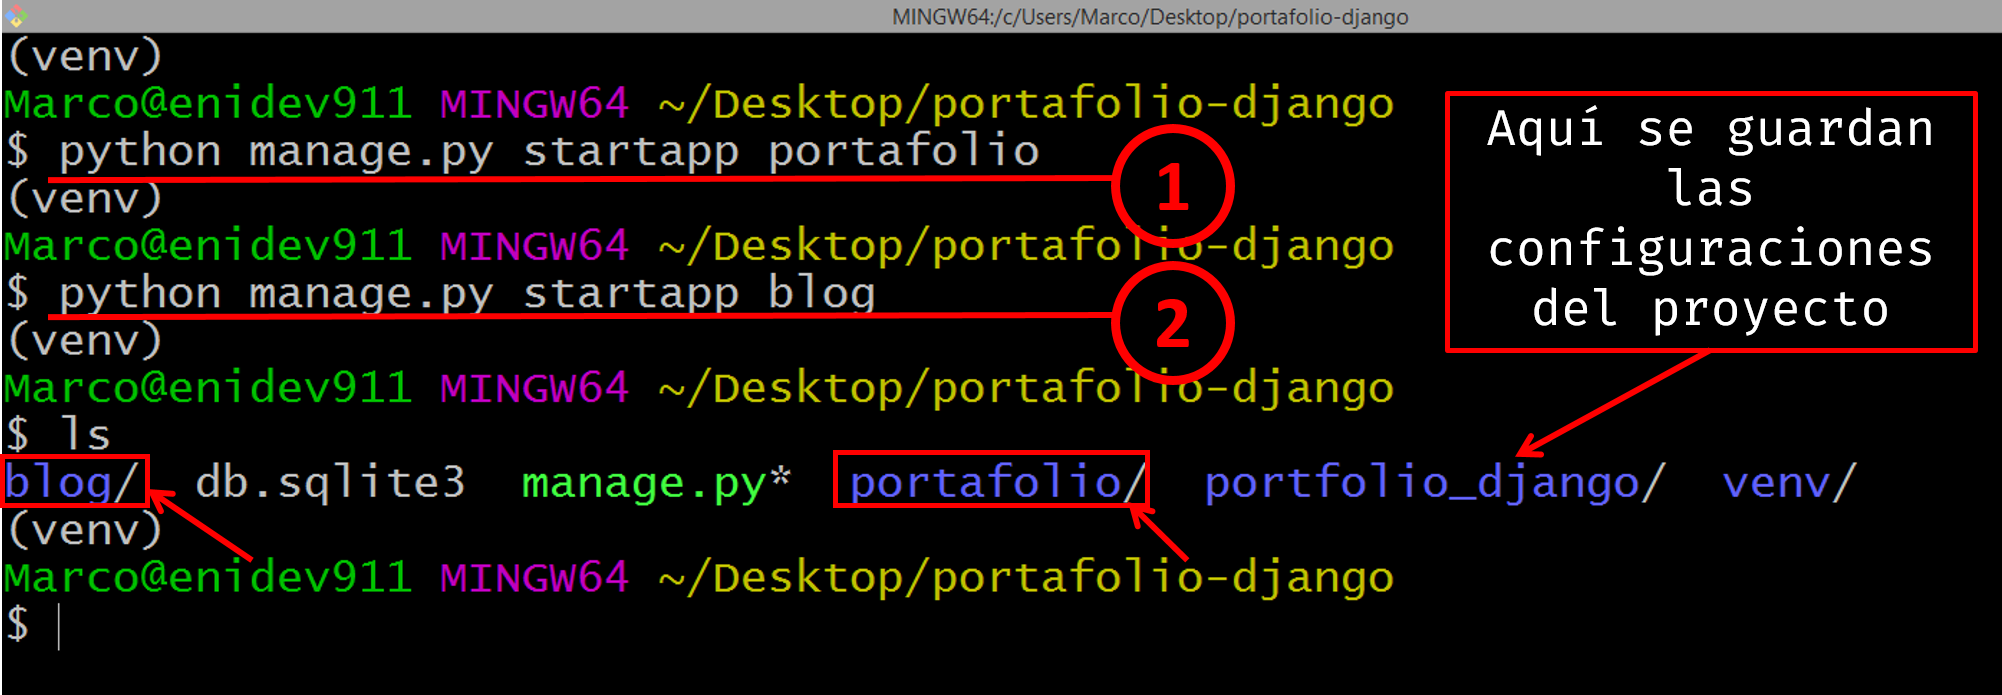 MINGW64:/c/Users/Marco/Desktop/portafolio-django
(venv)
Marco@enidev911 MINGW64 ~/Desktop/portafolio-django
$ python manage.py startapp portafolio
1
(venv)
Marco@enidev911 MINGW64 ~/Desktop/portafolio-django
$ python manage.py startapp blog
2
(venv)
Marco@enidev911 MINGW64 ~/Desktop/portafolio-django
$ ls
blog/ db.sqlite3 manage.py* portafolio/ portfolio_django/ venv/
(venv)
Marco@enidev911 MINGW64 ~/Desktop/portafolio-django
$
Aquí se guardan
las
configuraciones
del proyecto